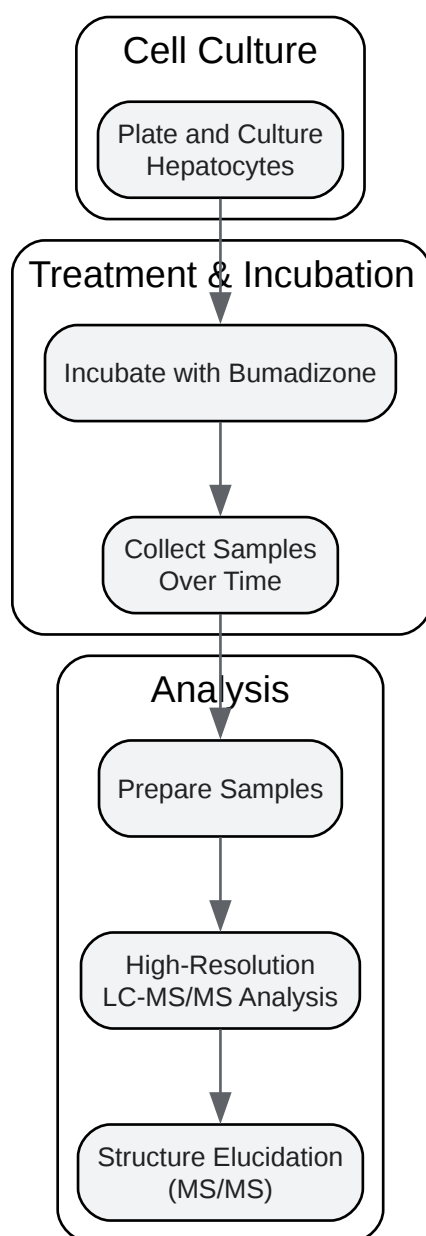 Cell Culture
Plate and Culture
Hepatocytes
Treatment & Incubation
Incubate with Bumadizone
Collect Samples
Over Time
Analysis
Prepare Samples
High-Resolution
LC-MS/MS Analysis
Structure Elucidation
(MS/MS)